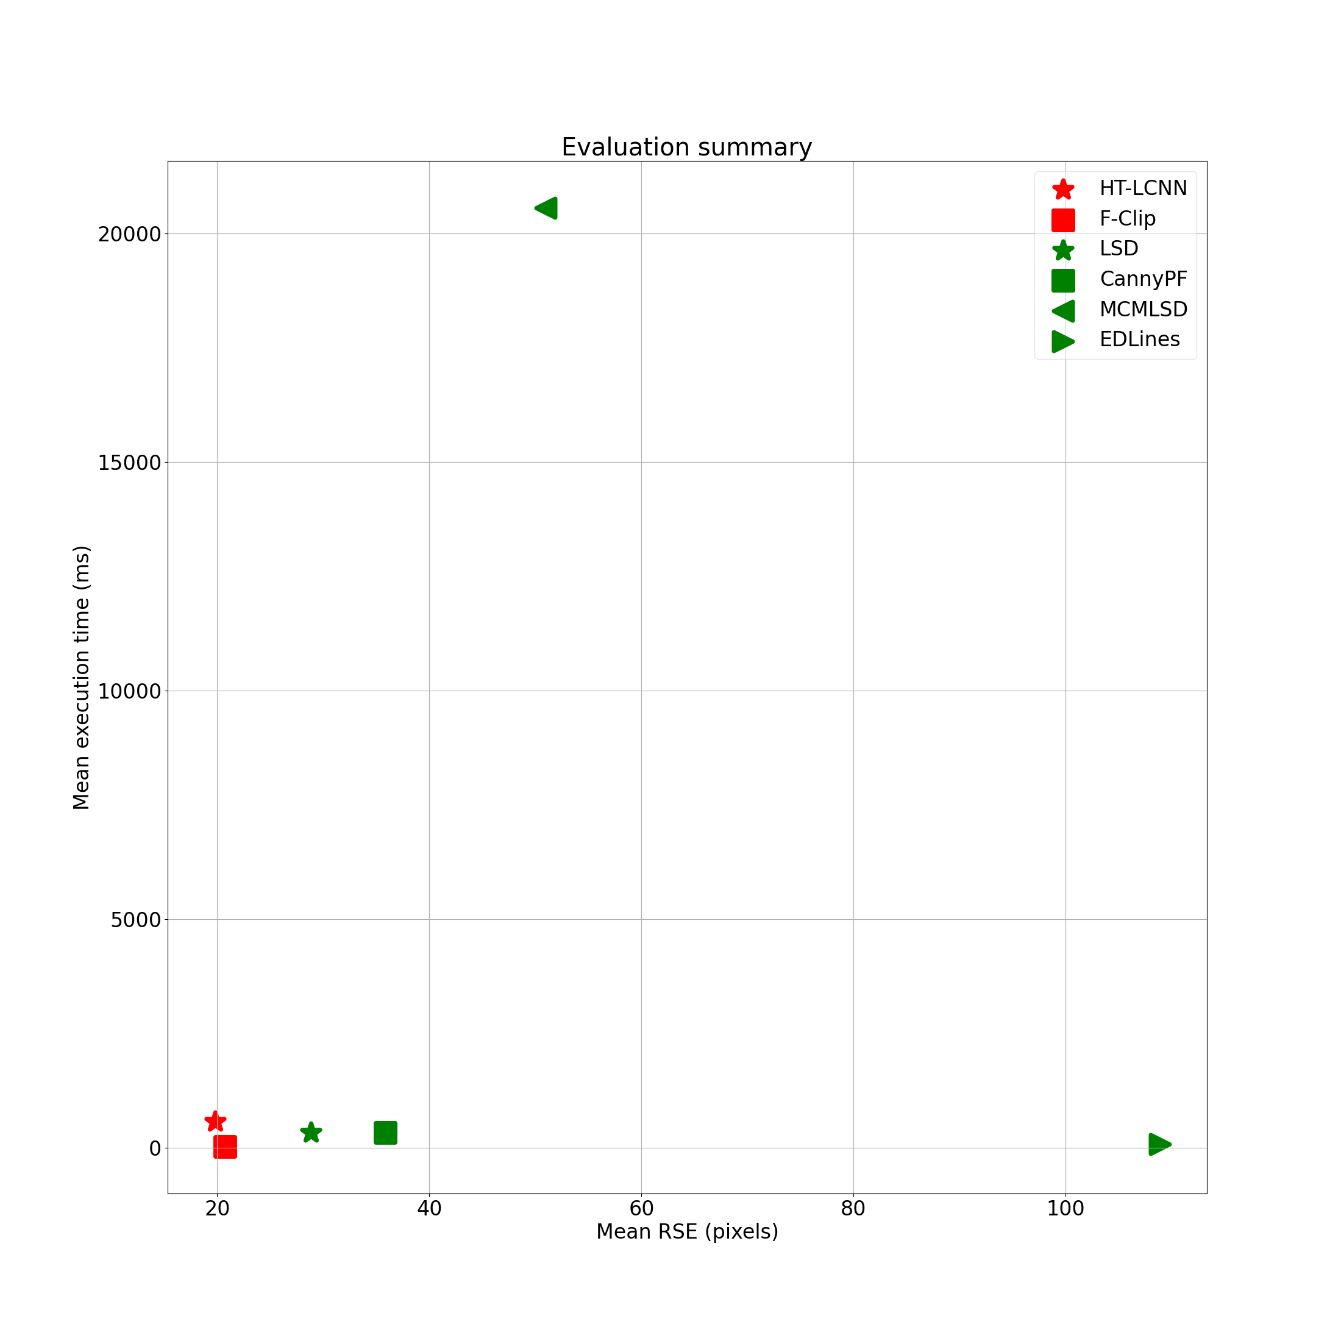 Evaluation summary
HT-LCNN
F-Clip
LSD
CannyPF
MCMLSD
EDLines
20000
15000
10000
5000
0
Mean execution time (ms)
20 40 60 80 100
Mean RSE (pixels)